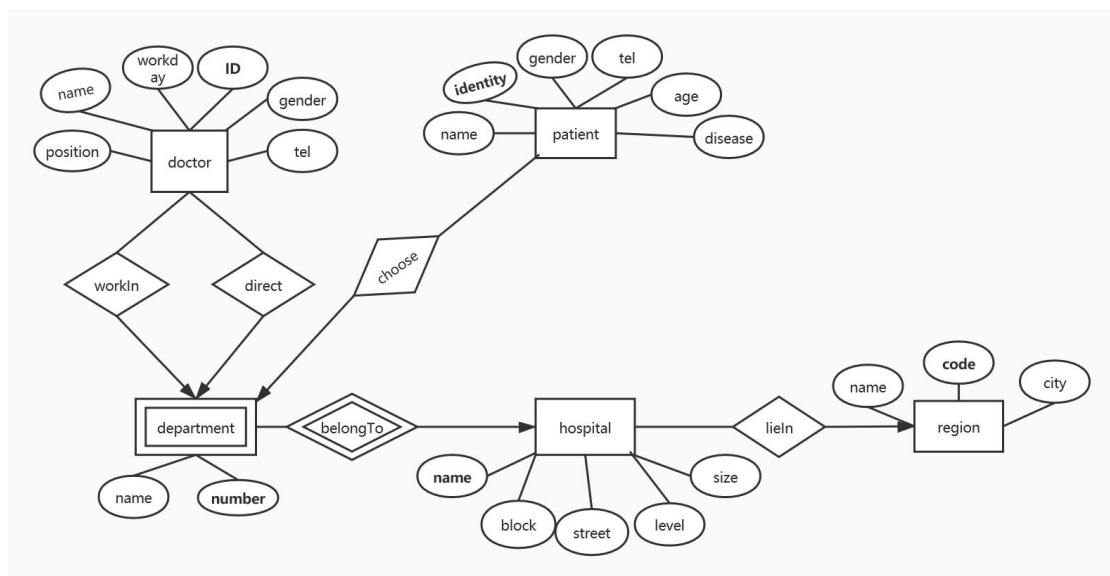 workd
ay
ID
name
gender
position
doctor
tel
gender
tel
identity
age
name
patient
disease
choose
workIn
direct
department
belongTo
hospital
lieIn
region
name
code
city
name
number
name
block
street
level
size